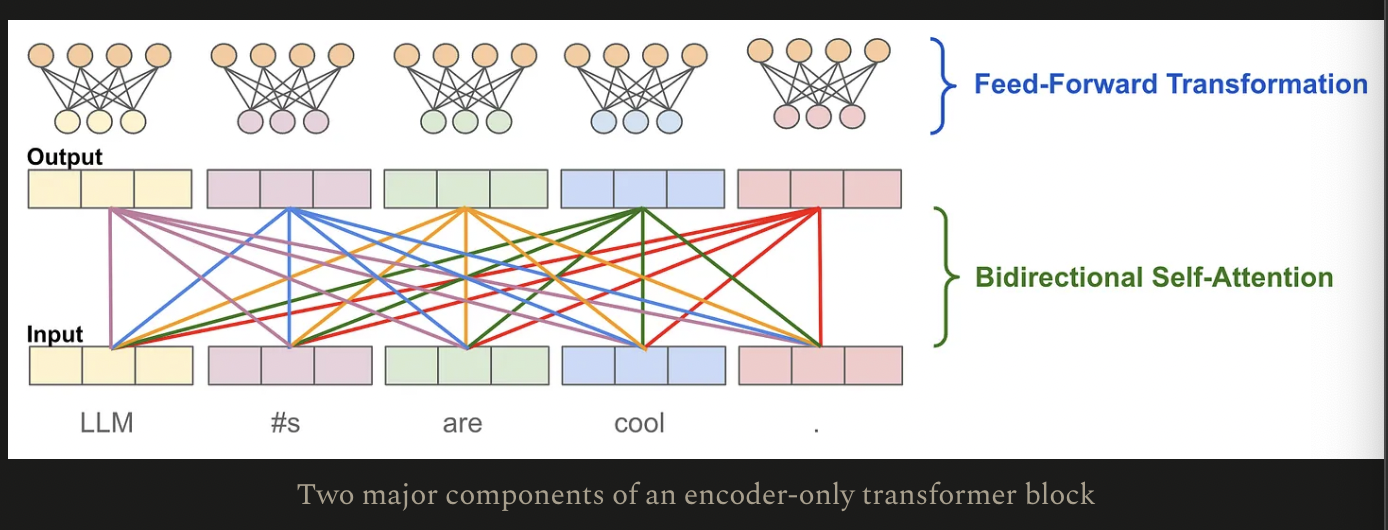 Feed-Forward Transformation
Output
Bidirectional Self-Attention
Input
LLM #s are cool .
Two major components of an encoder-only transformer block